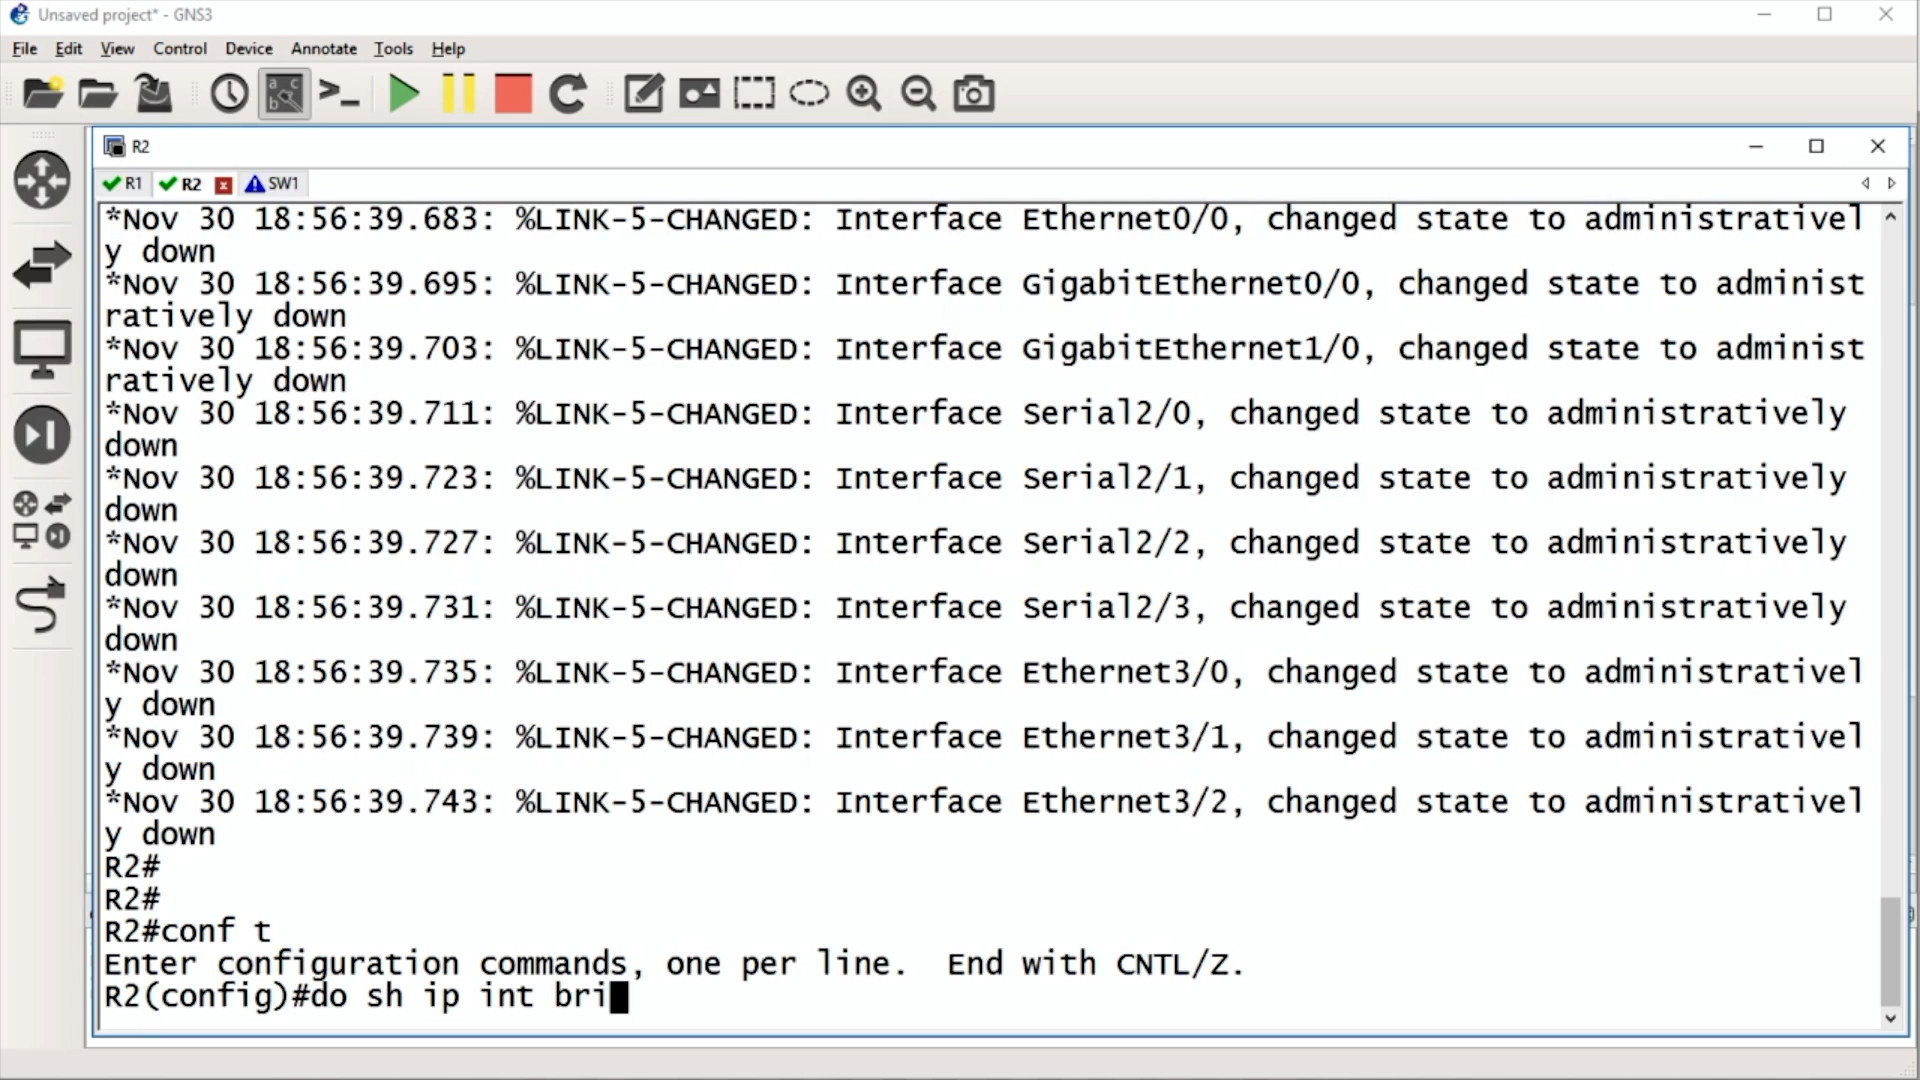 Unsaved project* - GNS3
File Edit View Control Device Annotate Tools Help
R2
R1 R2 x SW1
*Nov 30 18:56:39.683: %LINK-5-CHANGED: Interface Ethernet0/0, changed state to administrativel
y down
*Nov 30 18:56:39.695: %LINK-5-CHANGED: Interface GigabitEthernet0/0, changed state to administ
ratively down
*Nov 30 18:56:39.703: %LINK-5-CHANGED: Interface GigabitEthernet1/0, changed state to administ
ratively down
*Nov 30 18:56:39.711: %LINK-5-CHANGED: Interface Serial2/0, changed state to administratively
down
*Nov 30 18:56:39.723: %LINK-5-CHANGED: Interface Serial2/1, changed state to administratively
down
*Nov 30 18:56:39.727: %LINK-5-CHANGED: Interface Serial2/2, changed state to administratively
down
*Nov 30 18:56:39.731: %LINK-5-CHANGED: Interface Serial2/3, changed state to administratively
down
*Nov 30 18:56:39.735: %LINK-5-CHANGED: Interface Ethernet3/0, changed state to administrativel
y down
*Nov 30 18:56:39.739: %LINK-5-CHANGED: Interface Ethernet3/1, changed state to administrativel
y down
*Nov 30 18:56:39.743: %LINK-5-CHANGED: Interface Ethernet3/2, changed state to administrativel
y down
R2#
R2#
R2#conf t
Enter configuration commands, one per line.  End with CNTL/Z.
R2(config)#do sh ip int bri